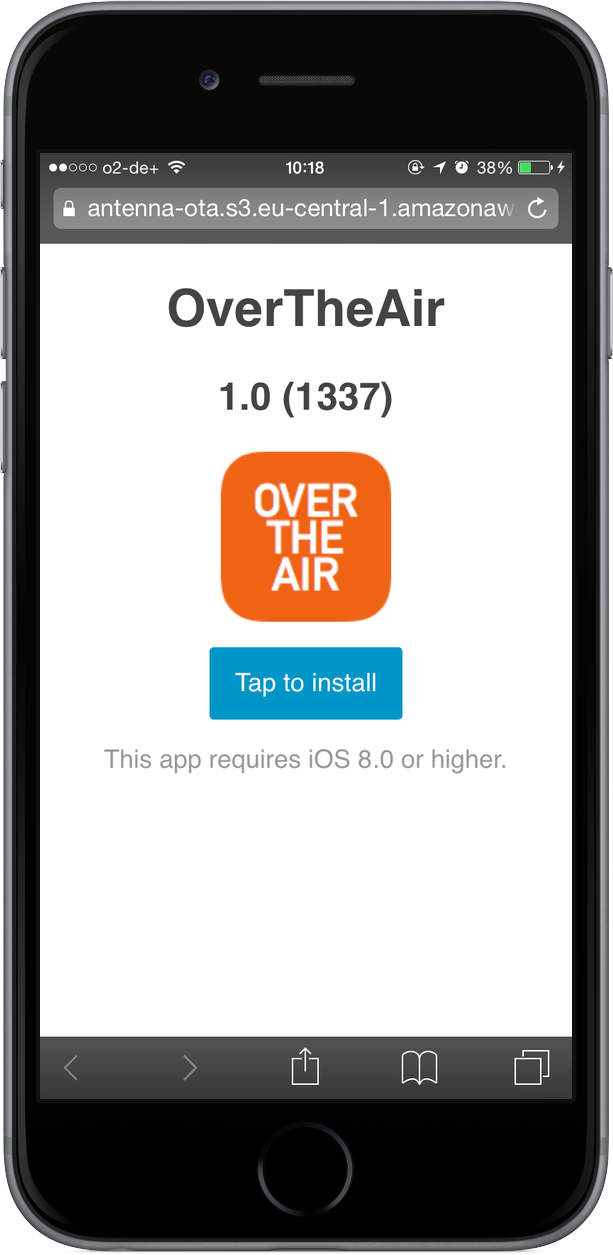 o2-de+ 10:18 38%
antenna-ota.s3.eu-central-1.amazonaw
OverTheAir
1.0 (1337)
OVER
THE
AIR
Tap to install
This app requires iOS 8.0 or higher.